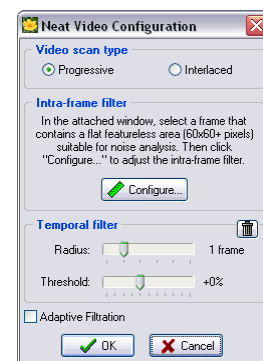 Neat Video Configuration
Video scan type
Progressive
Interlaced
Intra-frame filter
In the attached window, select a frame that
contains a flat featureless area (60x60+ pixels)
suitable for noise analysis. Then click
"Configure..." to adjust the intra-frame filter.
Configure...
Temporal filter
Radius:
1 frame
Threshold:
+0%
Adaptive Filtration
OK
Cancel